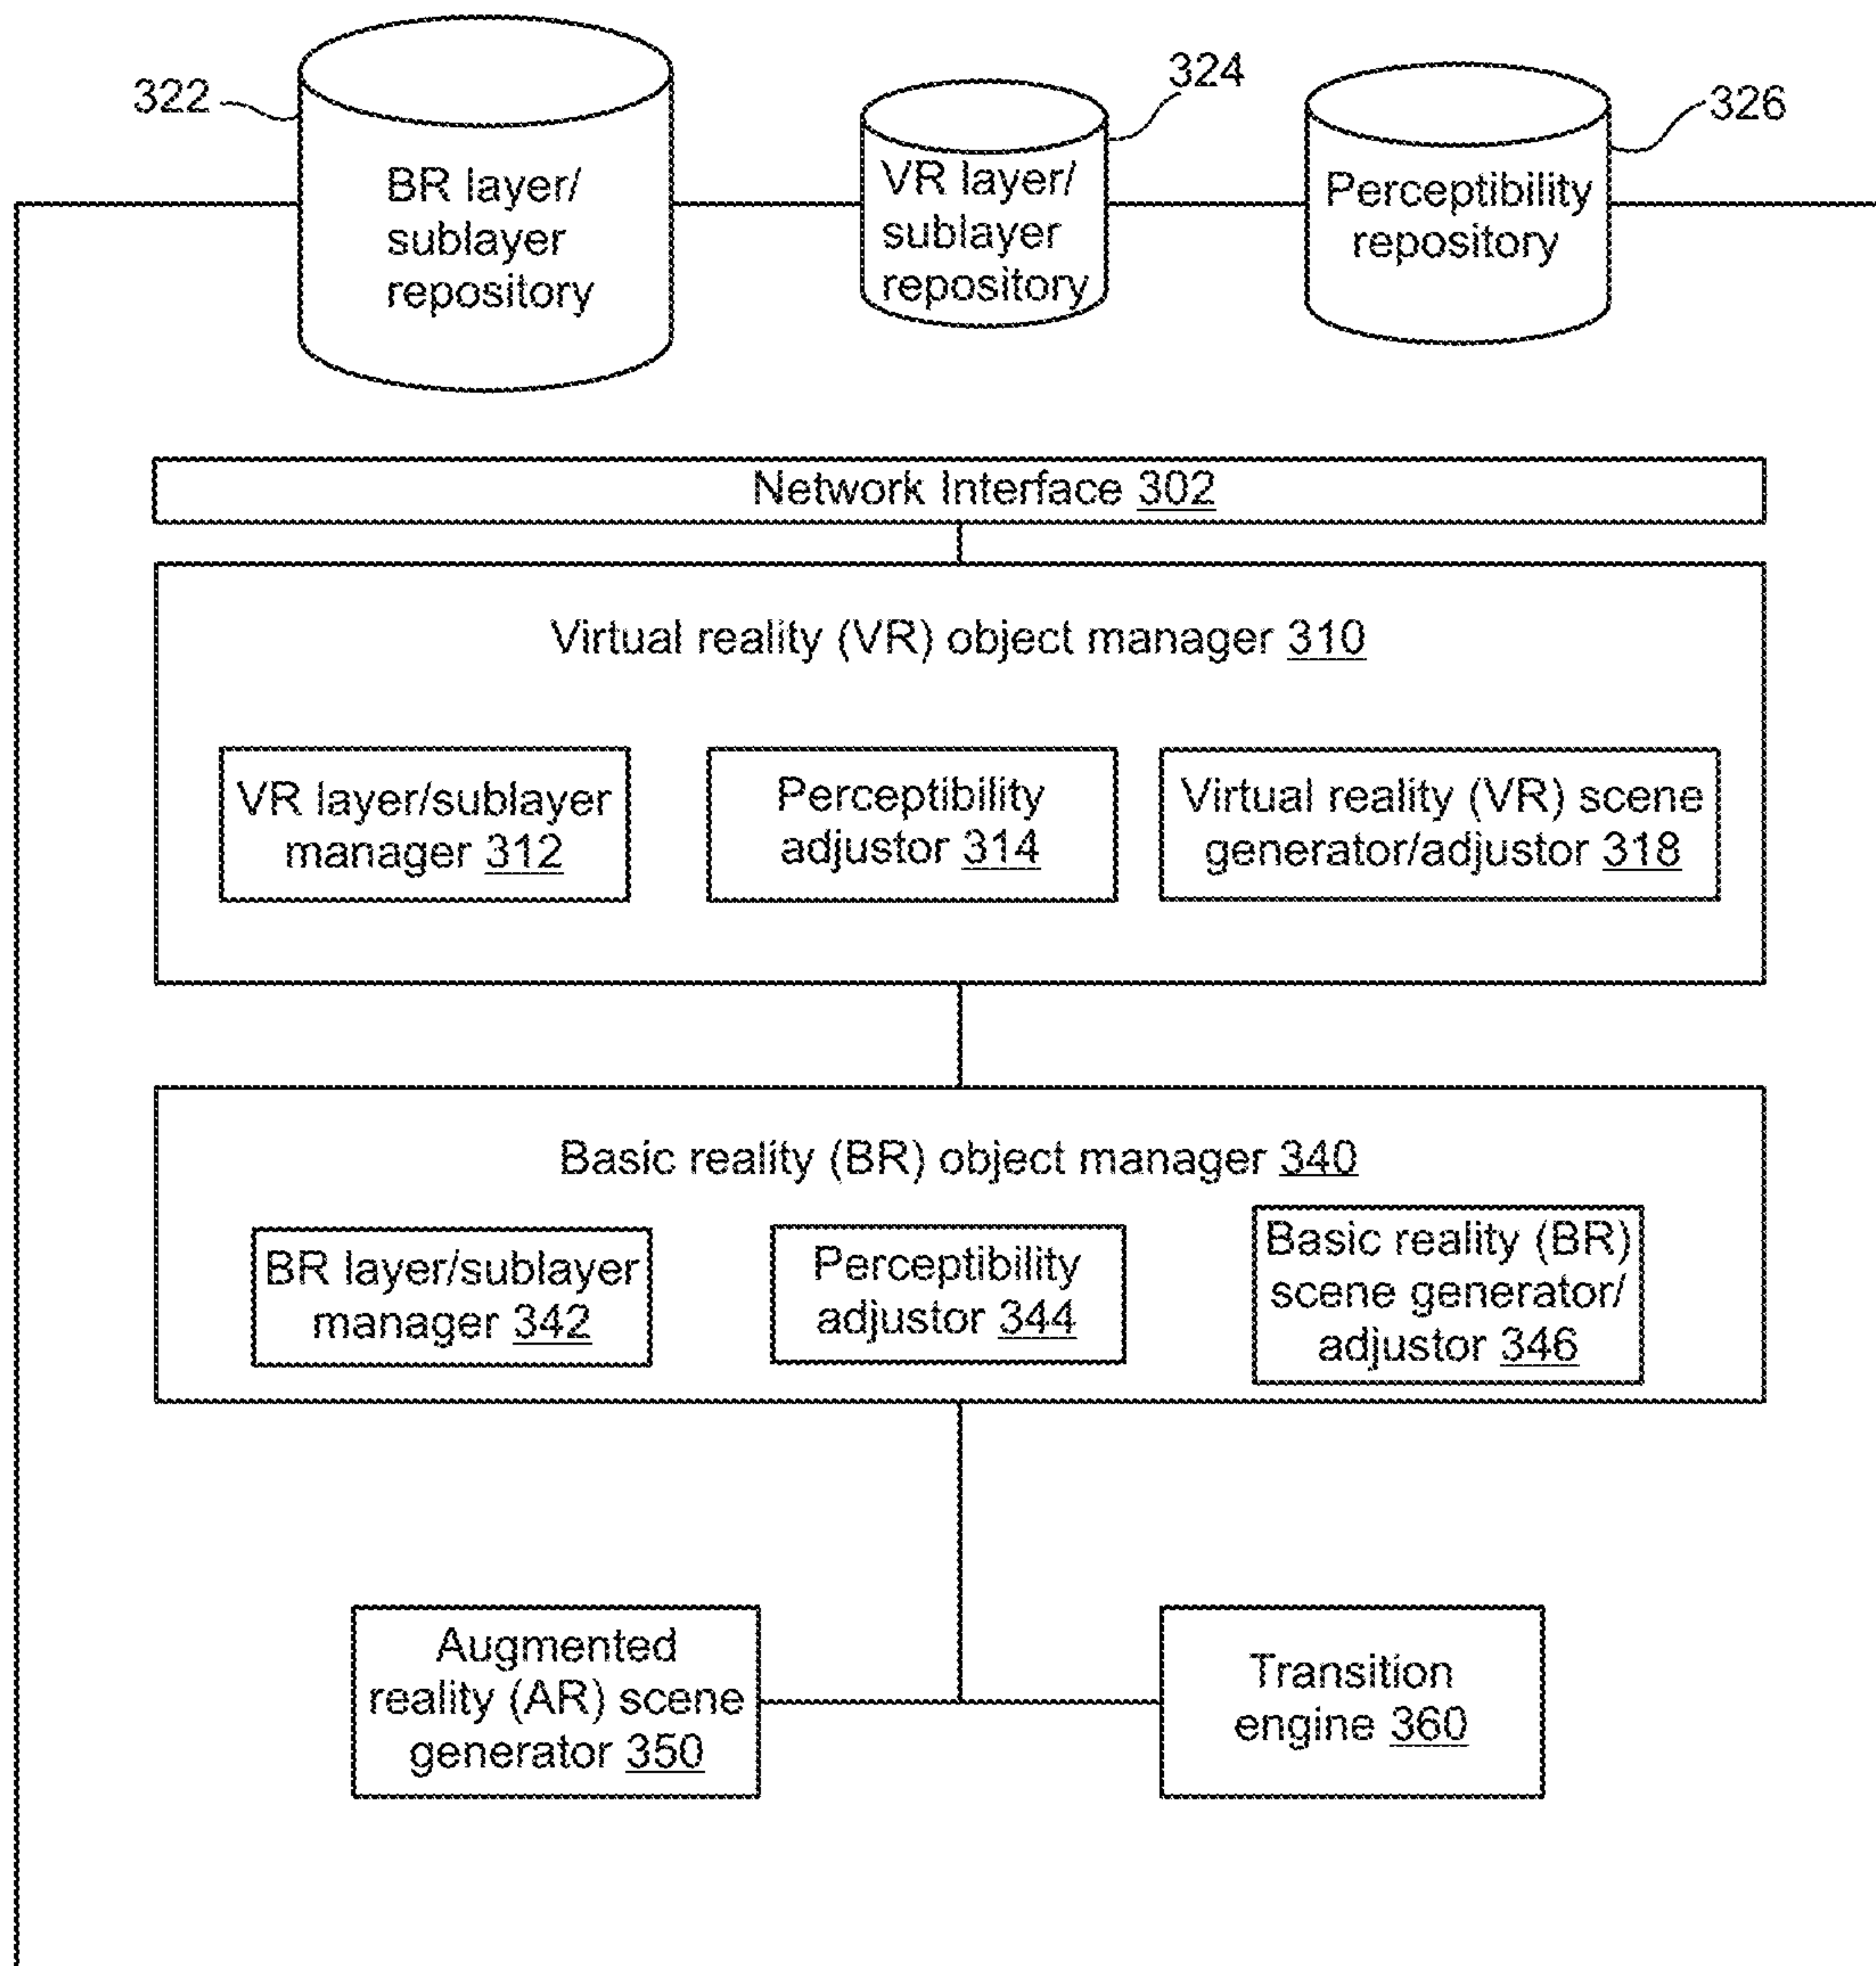 322
BR layer/
sublayer
repository
324
VR layer/
sublayer
repository
326
Perceptibility
repository
Network Interface 302
Virtual reality (VR) object manager 310
VR layer/sublayer
manager 312
Perceptibility
adjustor 314
Virtual reality (VR) scene
generator/adjustor 318
Basic reality (BR) object manager 340
BR layer/sublayer
manager 342
Perceptibility
adjustor 344
Basic reality (BR)
scene generator/
adjustor 346
Augmented
reality (AR) scene
generator 350
Transition
engine 360